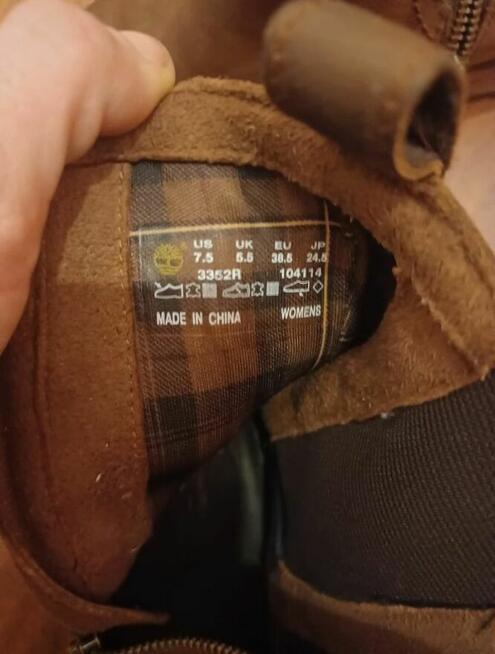 US UK EU JP
7.5 5.5 38.5 24.5
3352R 104114
MADE IN CHINA WOMENS